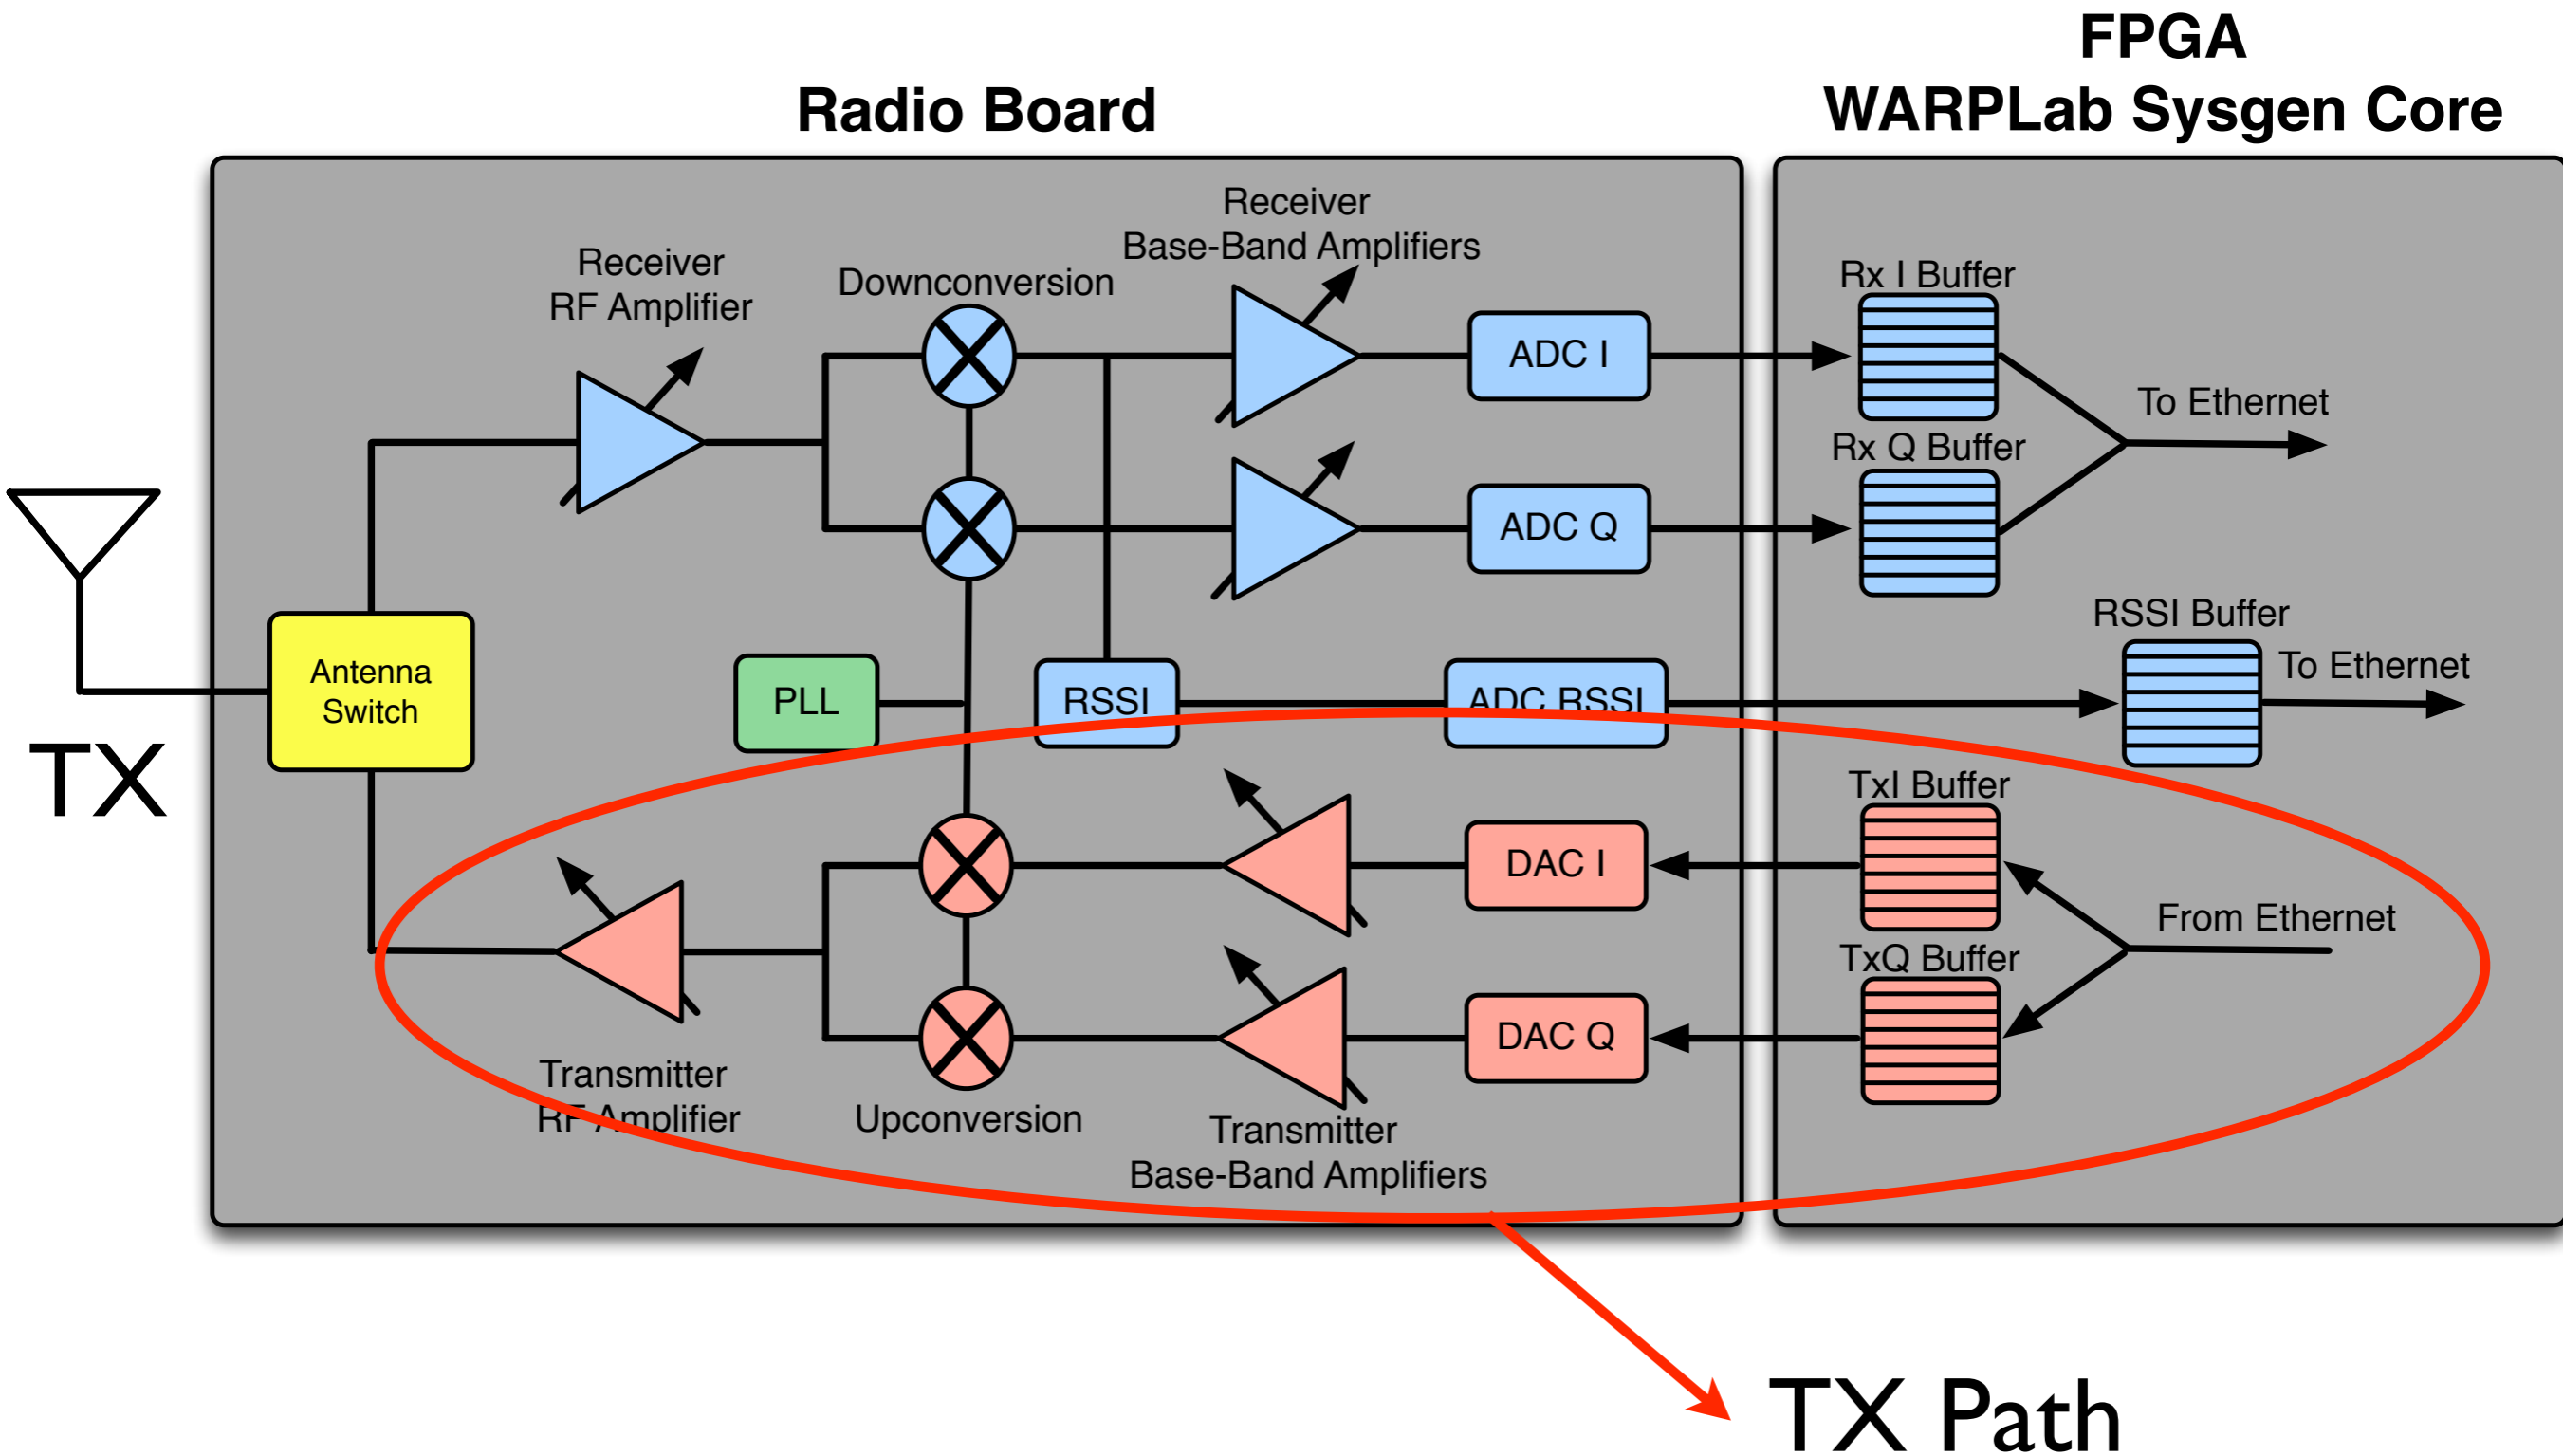 FPGA
WARPLab Sysgen Core
Radio Board
Receiver
Base-Band Amplifiers
Receiver
RF Amplifier
Downconversion
ADC I
Rx I Buffer
To Ethernet
Rx Q Buffer
ADC Q
RSSI Buffer
To Ethernet
Antenna
Switch
PLL
RSSI
ADC RSSI
TX
TxI Buffer
DAC I
From Ethernet
TxQ Buffer
DAC Q
Transmitter
RF Amplifier
Upconversion
Transmitter
Base-Band Amplifiers
TX Path